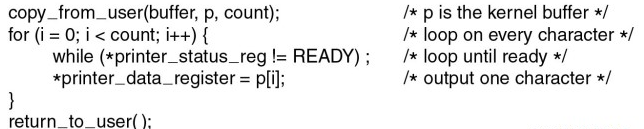 copy_from_user(buffer, p, count); /* p is the kernel buffer */
for (i = 0; i < count; i++) { /* loop on every character */
while (*printer_status_reg != READY) ; /* loop until ready */
*printer_data_register = p[i]; /* output one character */
}
return_to_user( );